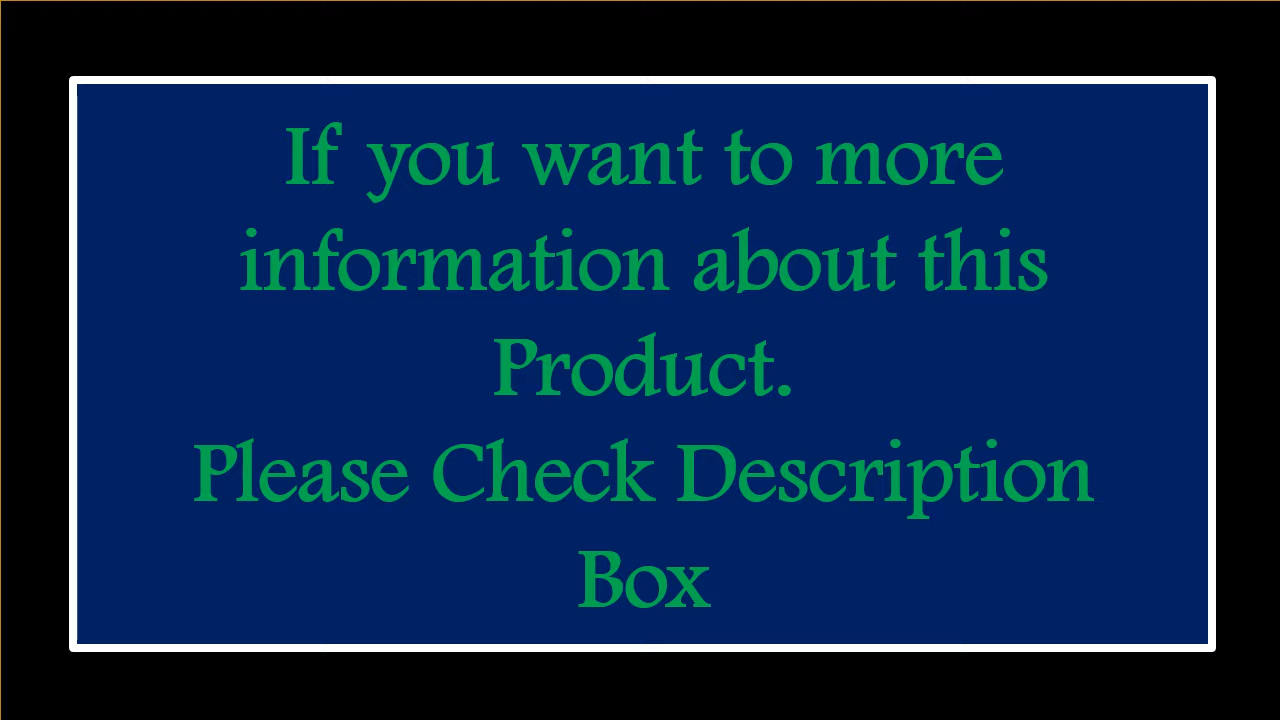 If you want to more
information about this
Product.
Please Check Description
Box